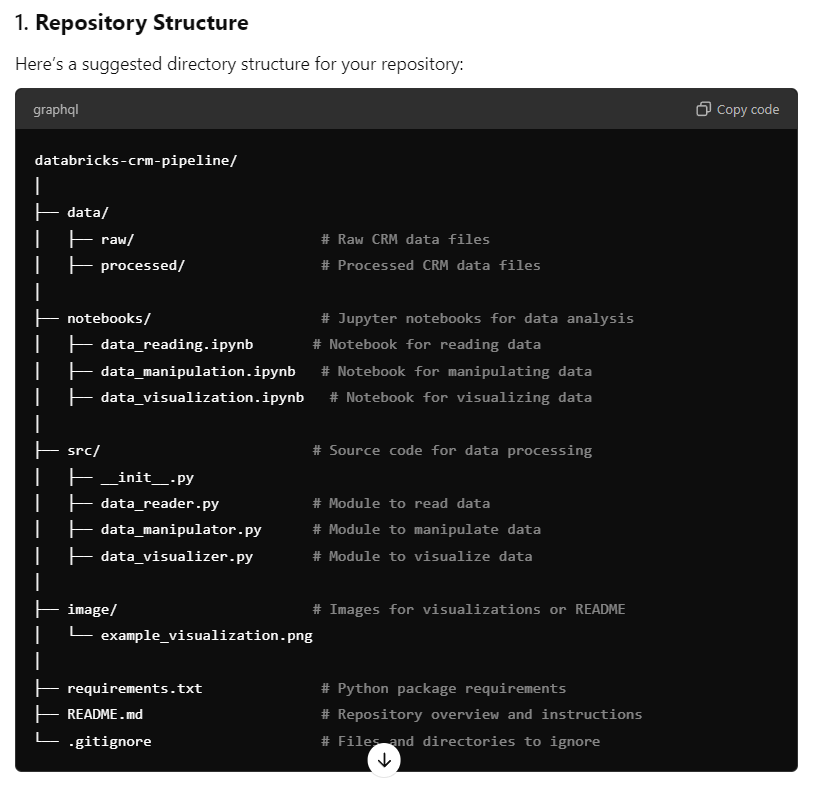 1. Repository Structure
Here's a suggested directory structure for your repository:
graphql Copy code
databricks-crm-pipeline/
│
├── data/
│   ├── raw/                      # Raw CRM data files
│   ├── processed/                # Processed CRM data files
│
├── notebooks/                    # Jupyter notebooks for data analysis
│   ├── data_reading.ipynb       # Notebook for reading data
│   ├── data_manipulation.ipynb   # Notebook for manipulating data
│   ├── data_visualization.ipynb   # Notebook for visualizing data
│
├── src/                         # Source code for data processing
│   ├── __init__.py
│   ├── data_reader.py           # Module to read data
│   ├── data_manipulator.py      # Module to manipulate data
│   ├── data_visualizer.py       # Module to visualize data
│
├── image/                       # Images for visualizations or README
│   └── example_visualization.png
│
├── requirements.txt              # Python package requirements
├── README.md                     # Repository overview and instructions
└── .gitignore                    # Files and directories to ignore